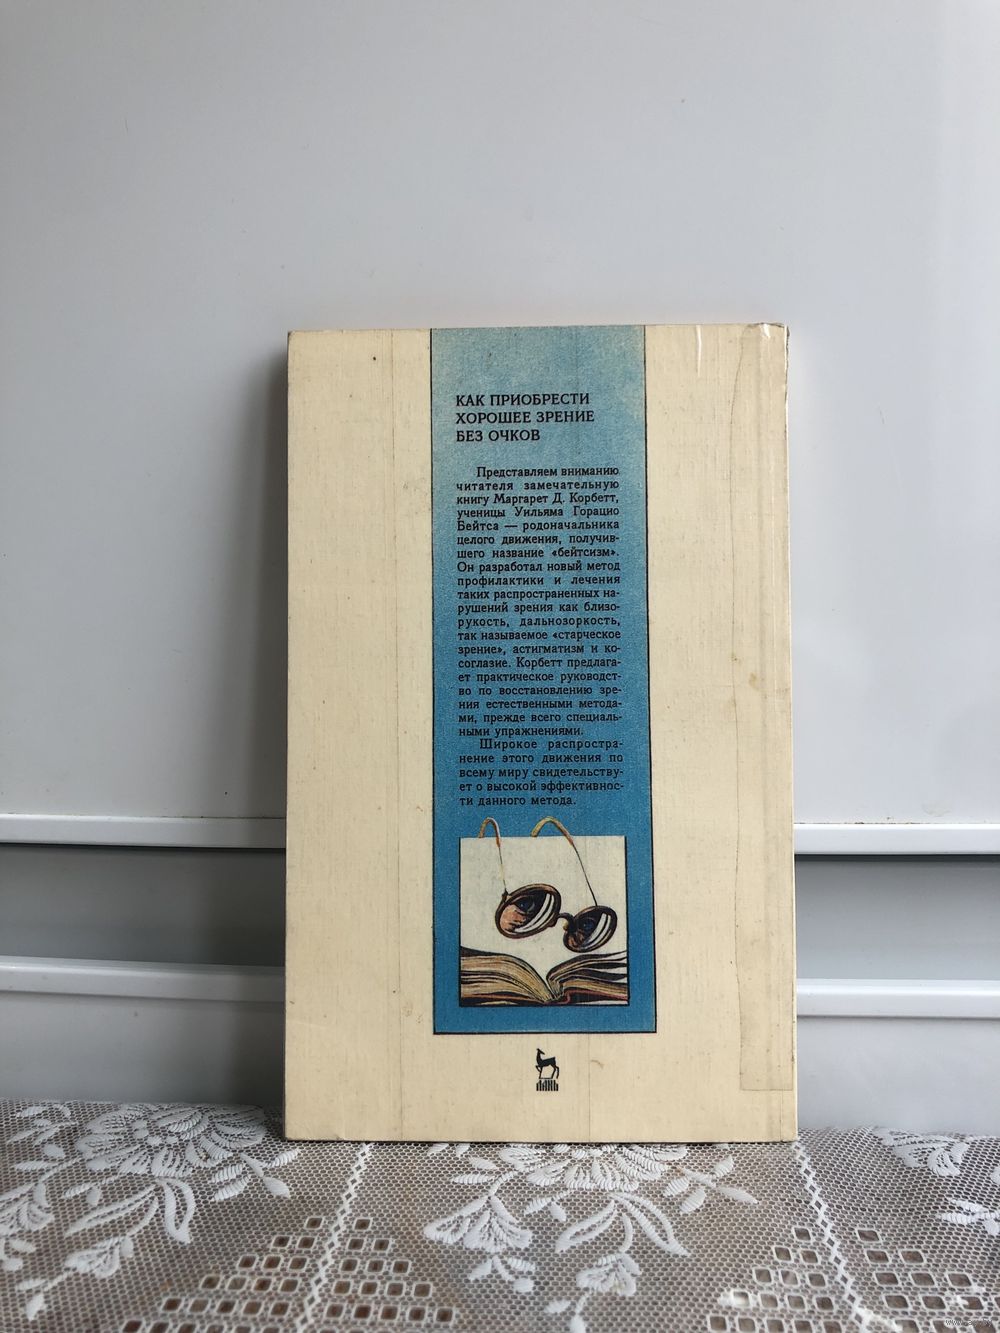 КАК ПРИОБРЕСТИ
ХОРОШЕЕ ЗРЕНИЕ
БЕЗ ОЧКОВ
Представляем вниманию
читателя замечательную
книгу Маргарет Д. Корбетт,
ученицы Уильяма Горацио
Бейтса — родоначальника
целого движения, получив-
шего название «бейтсизм».
Он разработал новый метод
профилактики и лечения
таких распространенных на-
рушений зрения как близо-
рукость, дальнозоркость,
так называемое «старческое
зрение», астигматизм и ко-
соглазие. Корбетт предлага-
ет практическое руководст-
во по восстановлению зре-
ния естественными метода-
ми, прежде всего специаль-
ными упражнениями.
Широкое распростра-
нение этого движения по
всему миру свидетельству-
ет о высокой эффективнос-
ти данного метода.
ЛАНЬ